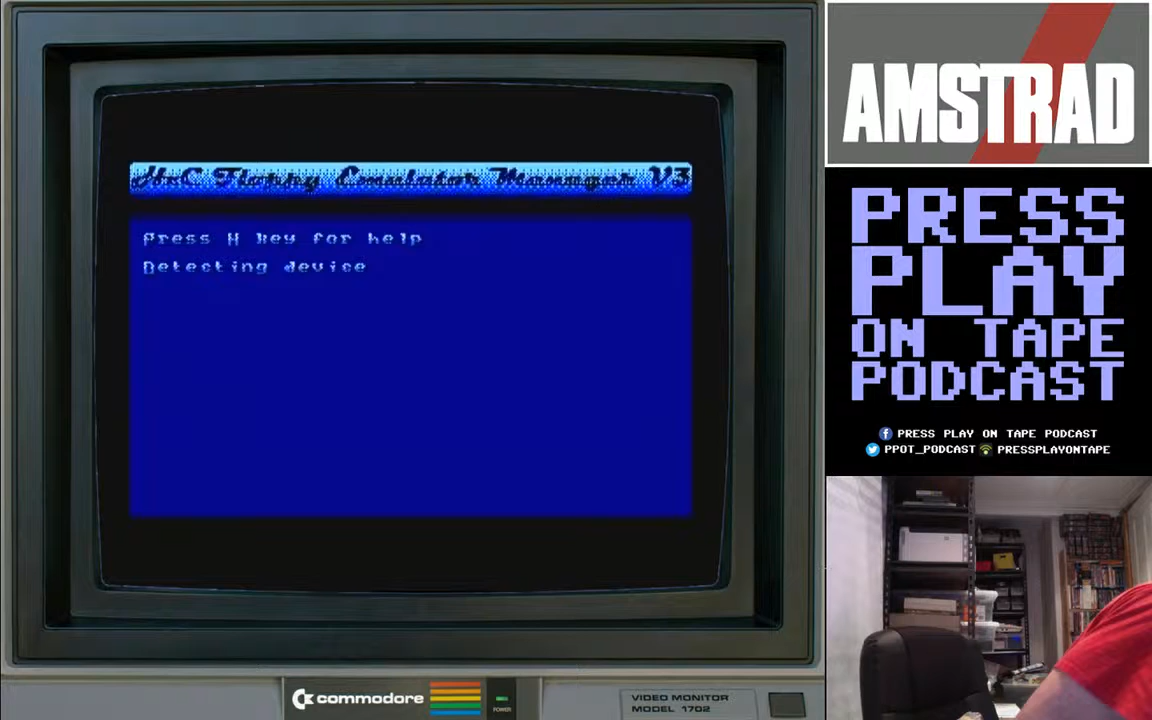 HxC Floppy Emulator Manager V3
Press H key for help
Detecting device
commodore
POWER
VIDEO MONITOR
MODEL 1702
AMSTRAD
PRESS
PLAY
ON TAPE
PODCAST
PRESS PLAY ON TAPE PODCAST
PPOT_PODCAST PRESSPLAYONTAPE